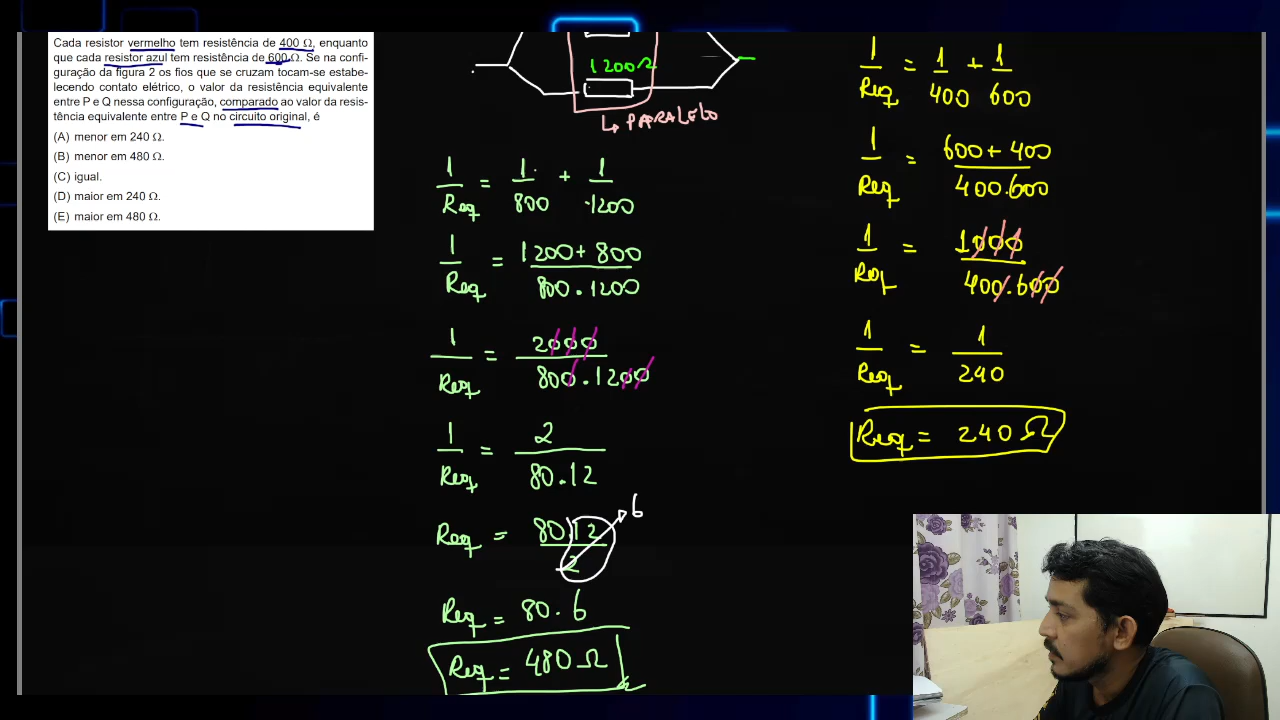 Cada resistor vermelho tem resistência de 400 Ω, enquanto
que cada resistor azul tem resistência de 600 Ω. Se na confi-
guração da figura 2 os fios que se cruzam tocam-se estabe-
lecendo contato elétrico, o valor da resistência equivalente
entre P e Q nessa configuração, comparado ao valor da resis-
tência equivalente entre P e Q no circuito original, é
(A) menor em 240 Ω.
(B) menor em 480 Ω.
(C) igual.
(D) maior em 240 Ω.
(E) maior em 480 Ω.
1200Ω
↳ PARALELO
1/Req = 1/800 + 1/1200
1/Req = 1200 + 800/800 . 1200
1/Req = 2000/800 . 1200
1/Req = 2/80 . 12
Req = 80.12/2 6
Req = 80 . 6
Req = 480 Ω
1/Req = 1/400 + 1/600
1/Req = 600 + 400/400.600
1/Req = 1000/400.600
1/Req = 1/240
Req = 240 Ω